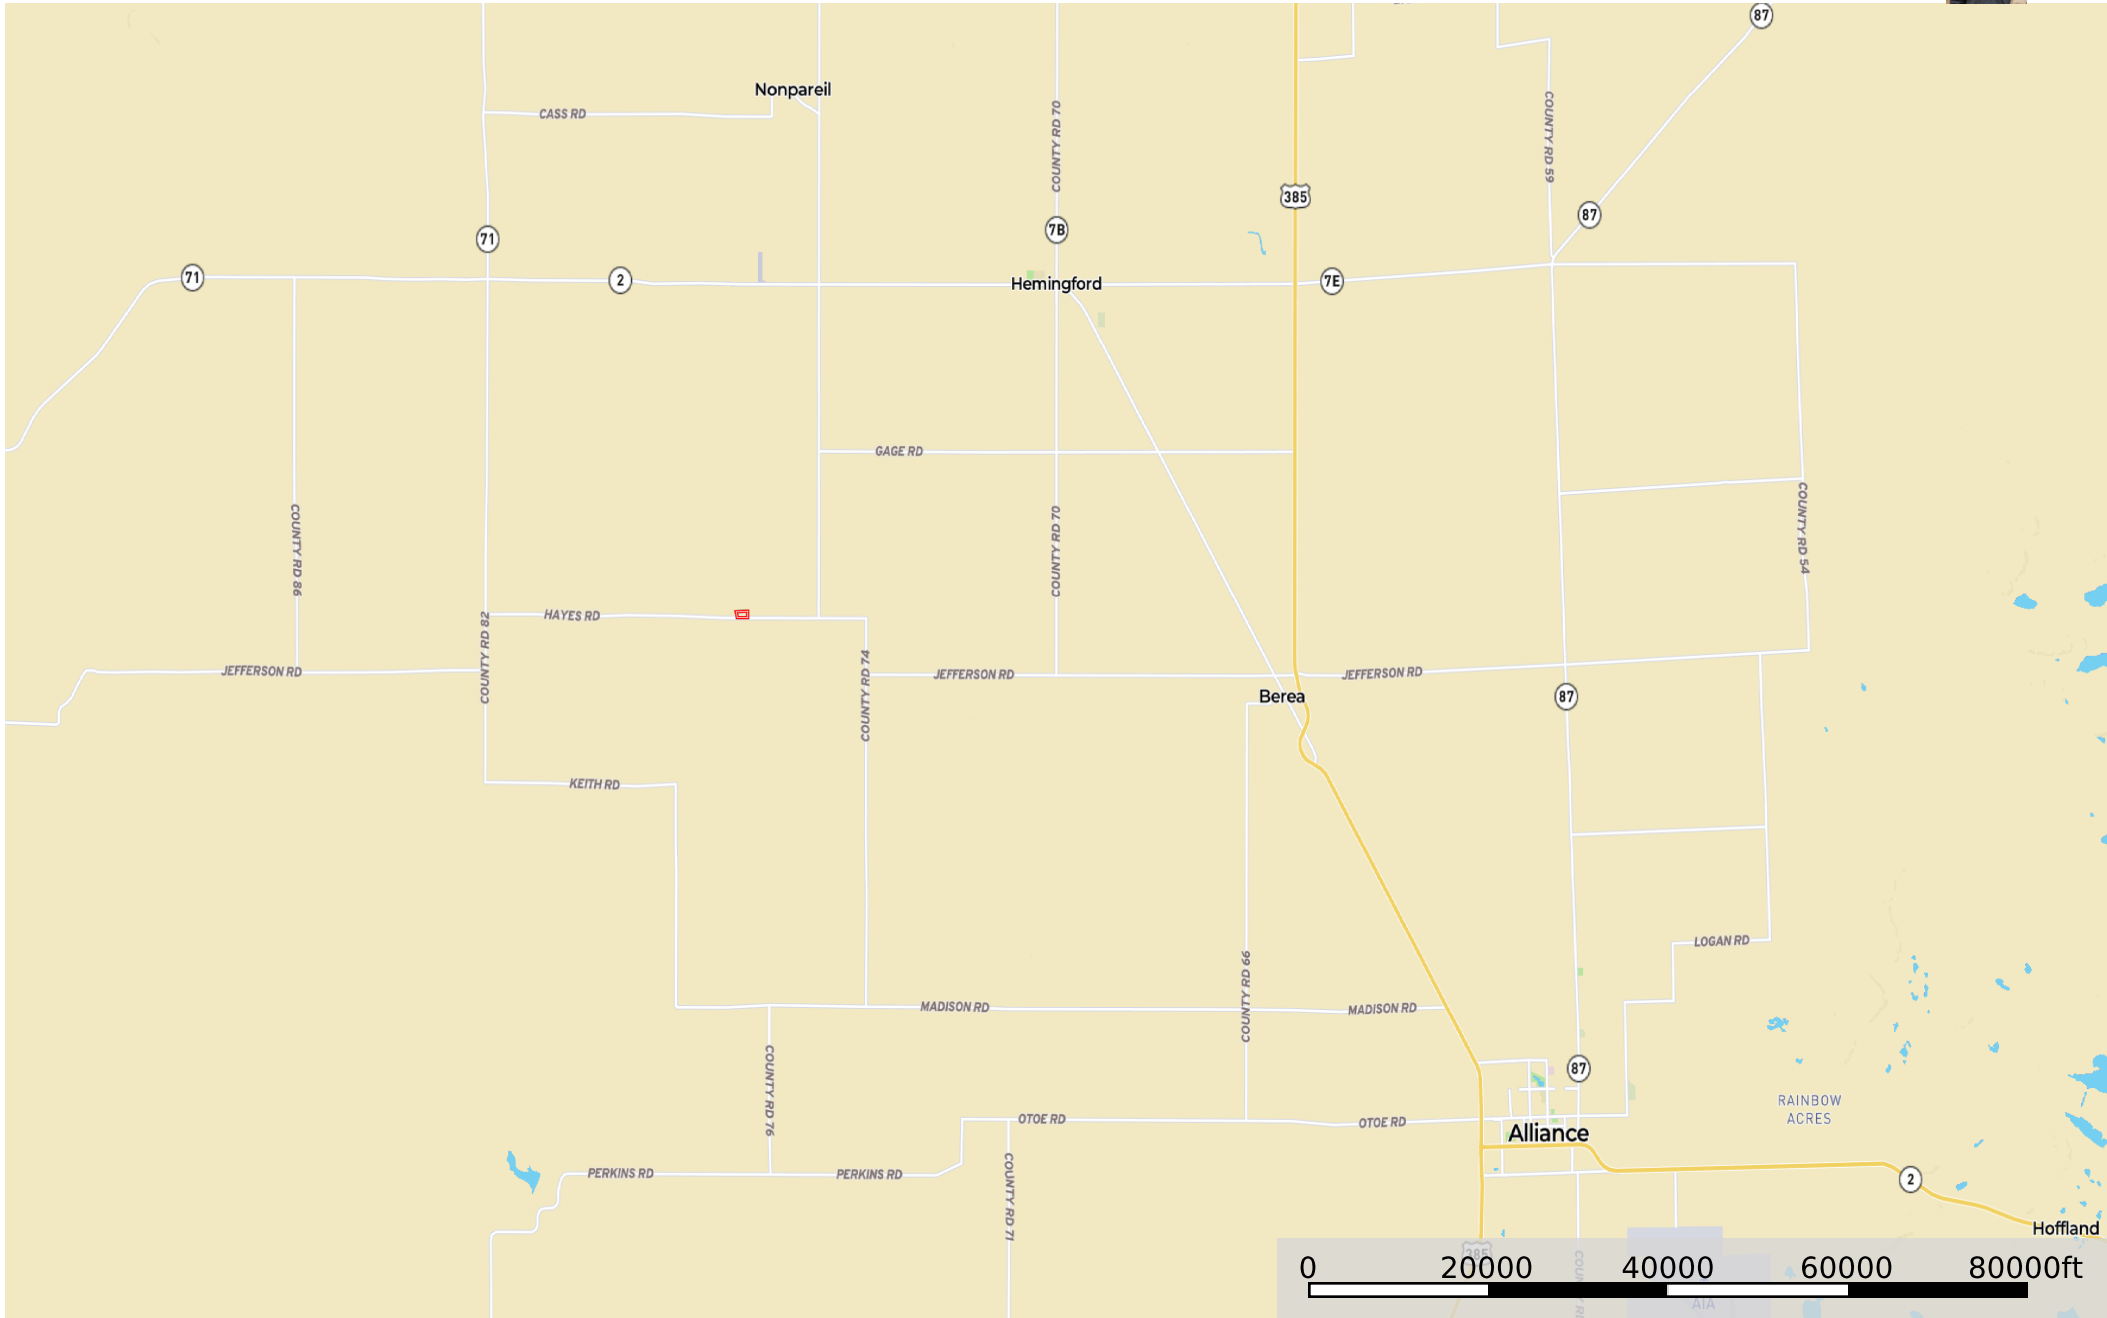 87
Nonpareil
CASS RD
COUNTY RD 70
COUNTY RD 59
385
87
7B
71
71
2
Hemingford
7E
GAGE RD
COUNTY RD 86
COUNTY RD 70
COUNTY RD 54
HAYES RD
COUNTY RD 82
JEFFERSON RD
COUNTY RD 74
JEFFERSON RD
JEFFERSON RD
Berea
87
KEITH RD
LOGAN RD
MADISON RD
COUNTY RD 66
MADISON RD
COUNTY RD 76
87
RAINBOW
ACRES
OTOE RD
OTOE RD
Alliance
PERKINS RD
PERKINS RD
COUNTY RD 71
2
Hoffland
385
0 20000 40000 60000 80000ft
AIA